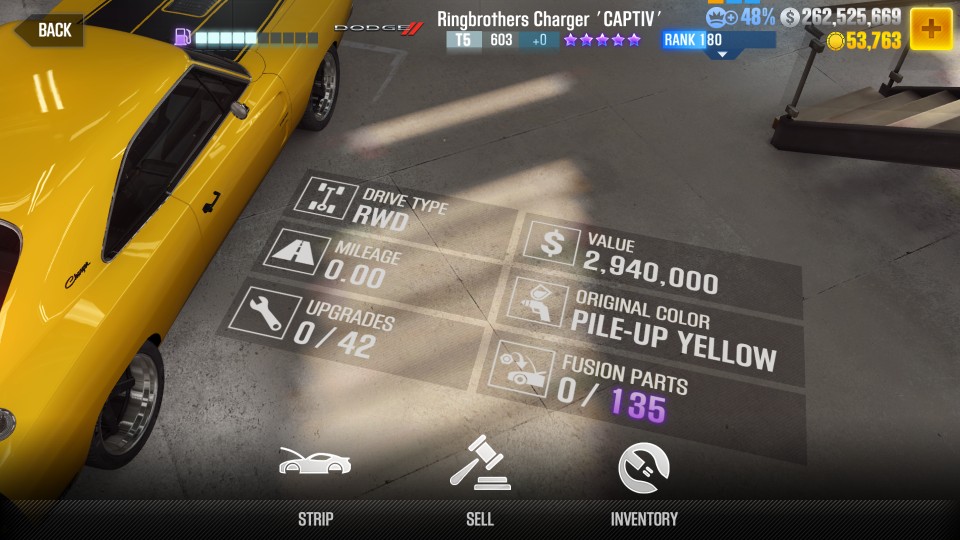 BACK
DODGE
Ringbrothers Charger 'CAPTIV'
T5 603 +0
RANK 180
48%
262,525,669
53,763
DRIVE TYPE
RWD
MILEAGE
0.00
UPGRADES
0 / 42
VALUE
2,940,000
ORIGINAL COLOR
PILE-UP YELLOW
FUSION PARTS
0 / 135
Charger
STRIP
SELL
INVENTORY